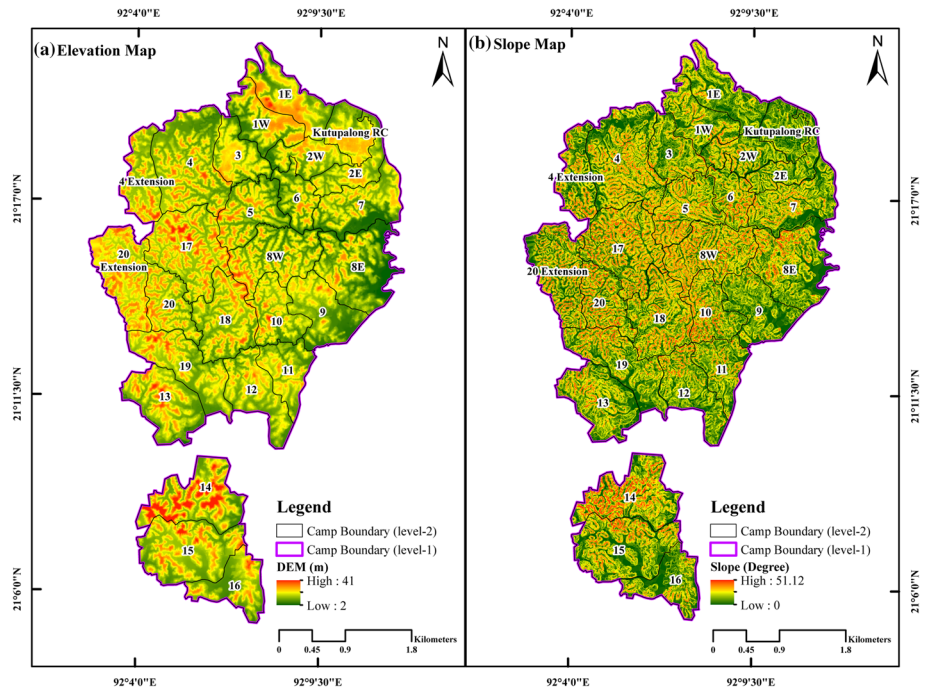 92°4'0"E 92°9'30"E 92°4'0"E 92°9'30"E
(a) Elevation Map
N
1E
1W
Kutupalong RC
2W
3
4
2E
4 Extension
6
7
5
17
20
Extension
8W
8E
20
9
18
10
19
11
12
13
14
15
16
Legend
Camp Boundary (level-2)
Camp Boundary (level-1)
DEM (m)
High : 41
Low : 2
Kilometers
0 0.45 0.9 1.8
21°17'0"N
21°11'30"N
21°6'0"N
(b) Slope Map
N
1E
1W
Kutupalong RC
3
2W
4
2E
4 Extension
6
7
5
17
8W
20 Extension
8E
20
9
18
10
19
11
12
13
14
15
16
Legend
Camp Boundary (level-2)
Camp Boundary (level-1)
Slope (Degree)
High : 51.12
Low : 0
Kilometers
0 0.45 0.9 1.8
21°17'0"N
21°11'30"N
21°6'0"N
92°4'0"E 92°9'30"E 92°4'0"E 92°9'30"E